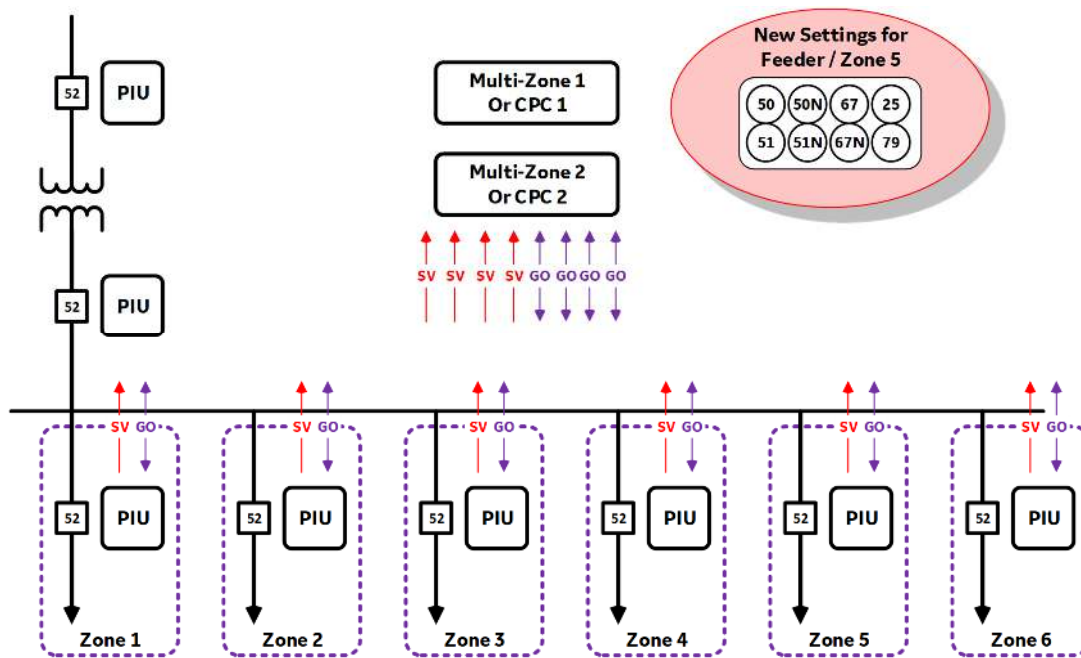 52
PIU
Multi-Zone 1
Or CPC 1
New Settings for
Feeder / Zone 5
50 50N 67 25
51 51N 67N 79
Multi-Zone 2
Or CPC 2
SV SV SV SV GO GO GO GO
52
PIU
SV GO SV GO SV GO SV GO SV GO SV GO
52 PIU 52 PIU 52 PIU 52 PIU 52 PIU 52 PIU
Zone 1 Zone 2 Zone 3 Zone 4 Zone 5 Zone 6